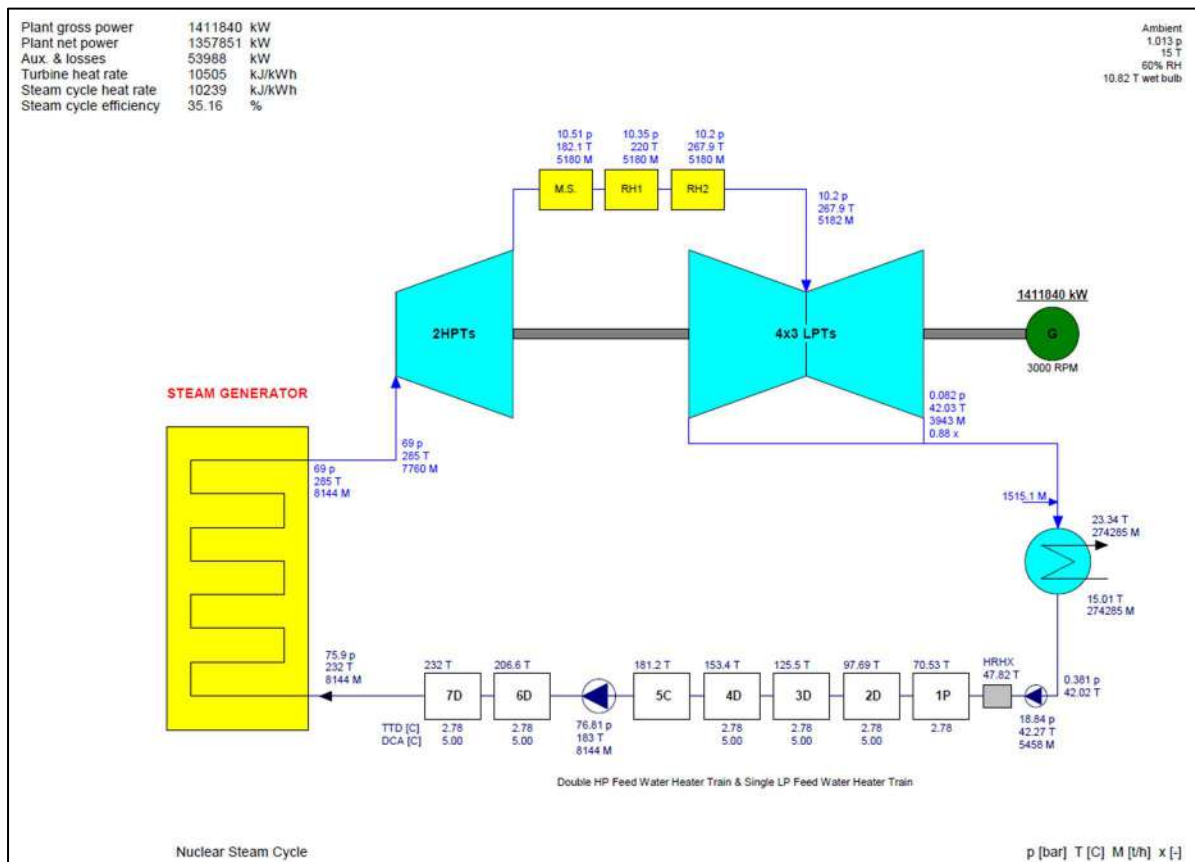 Plant gross power 1411840 kW
Plant net power 1357851 kW
Aux. & losses 53988 kW
Turbine heat rate 10505 kJ/kWh
Steam cycle heat rate 10239 kJ/kWh
Steam cycle efficiency 35.16 %
Ambient
1.013 p
15 T
60% RH
10.82 T wet bulb
10.51 p
182.1 T
5180 M
10.35 p
220 T
5180 M
10.2 p
267.9 T
5180 M
M.S.
RH1
RH2
10.2 p
267.9 T
5182 M
2HPTs
4x3 LPTs
1411840 kW
G
3000 RPM
STEAM GENERATOR
69 p
285 T
8144 M
69 p
285 T
7760 M
0.082 p
42.03 T
3943 M
0.88 x
1515.1 M
23.34 T
274285 M
15.01 T
274285 M
75.9 p
232 T
8144 M
232 T
7D
206.6 T
6D
181.2 T
5C
153.4 T
4D
125.5 T
3D
97.69 T
2D
70.53 T
1P
HRHX
47.82 T
0.381 p
42.02 T
TTD [C] 2.78 2.78 2.78 2.78 2.78 2.78
DCA [C] 5.00 5.00 5.00 5.00 5.00
76.81 p
183 T
8144 M
18.84 p
42.27 T
5458 M
Double HP Feed Water Heater Train & Single LP Feed Water Heater Train
Nuclear Steam Cycle
p [bar] T [C] M [t/h] x [-]